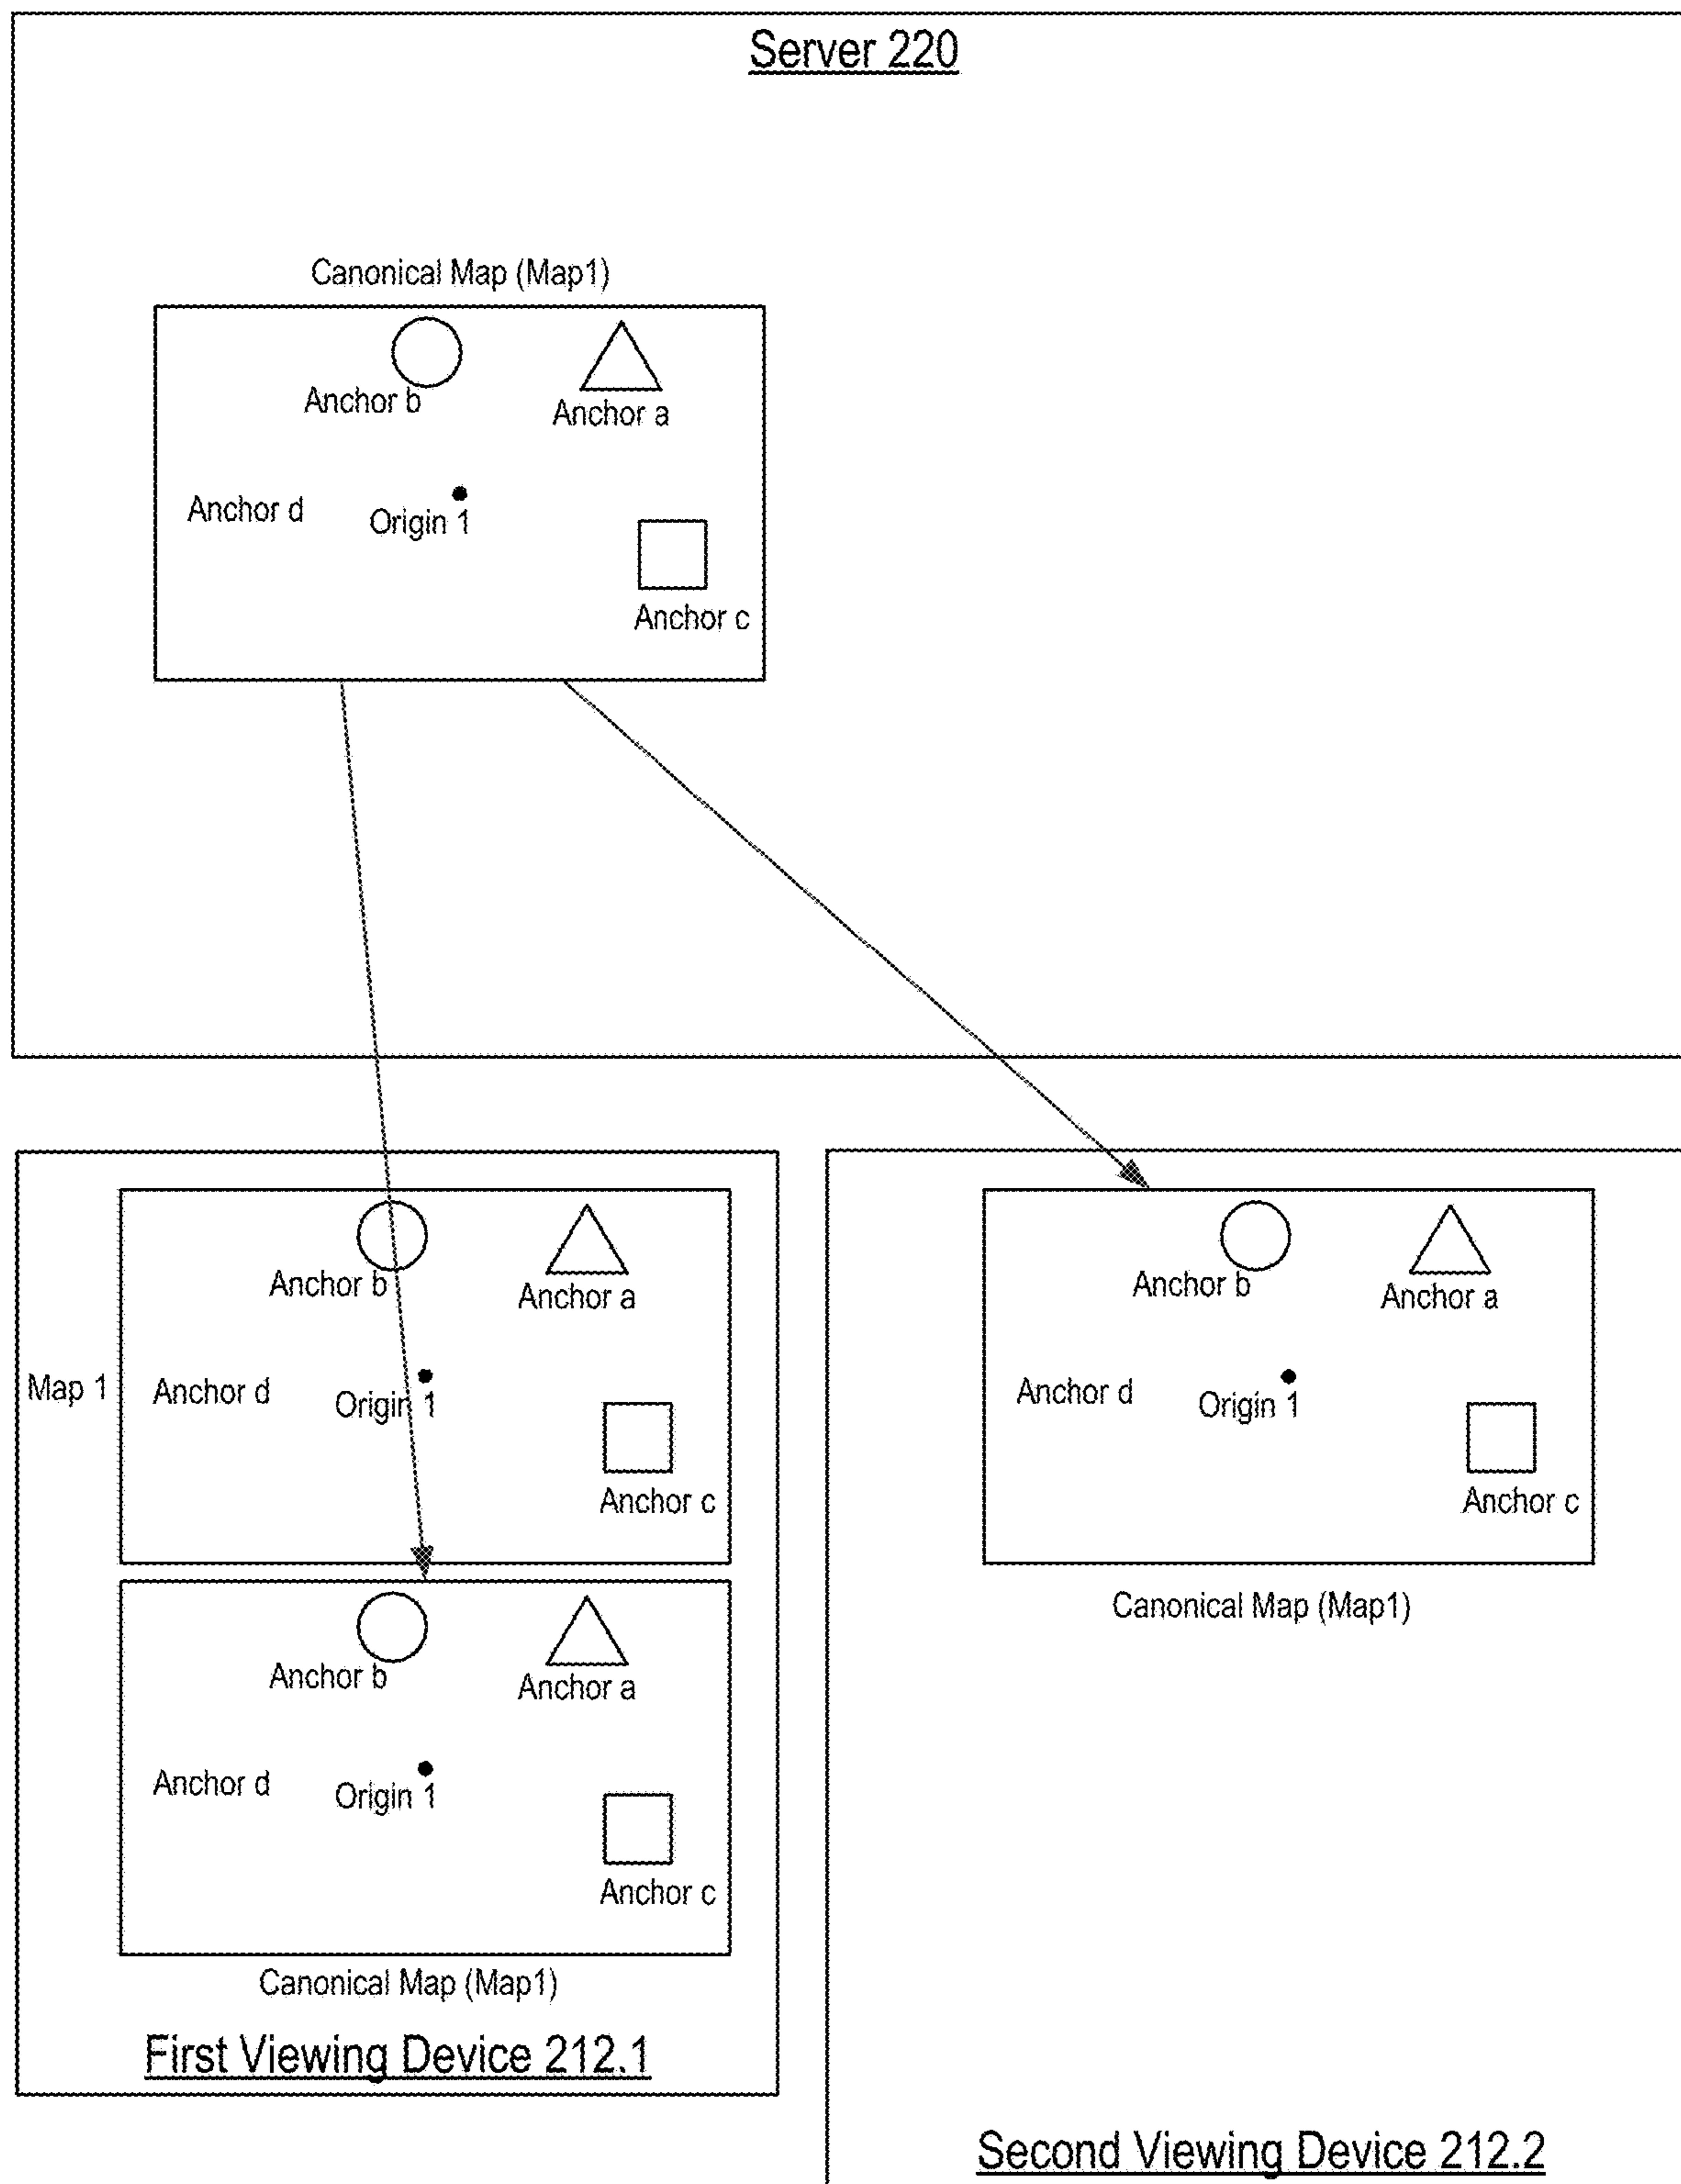 Server 220
Canonical Map (Map1)
Anchor b
Anchor a
Anchor d
Origin 1
Anchor c
Map 1
Anchor b
Anchor a
Anchor d
Origin 1
Anchor c
Anchor b
Anchor a
Anchor d
Origin 1
Anchor c
Canonical Map (Map1)
First Viewing Device 212.1
Anchor b
Anchor a
Anchor d
Origin 1
Anchor c
Canonical Map (Map1)
Second Viewing Device 212.2